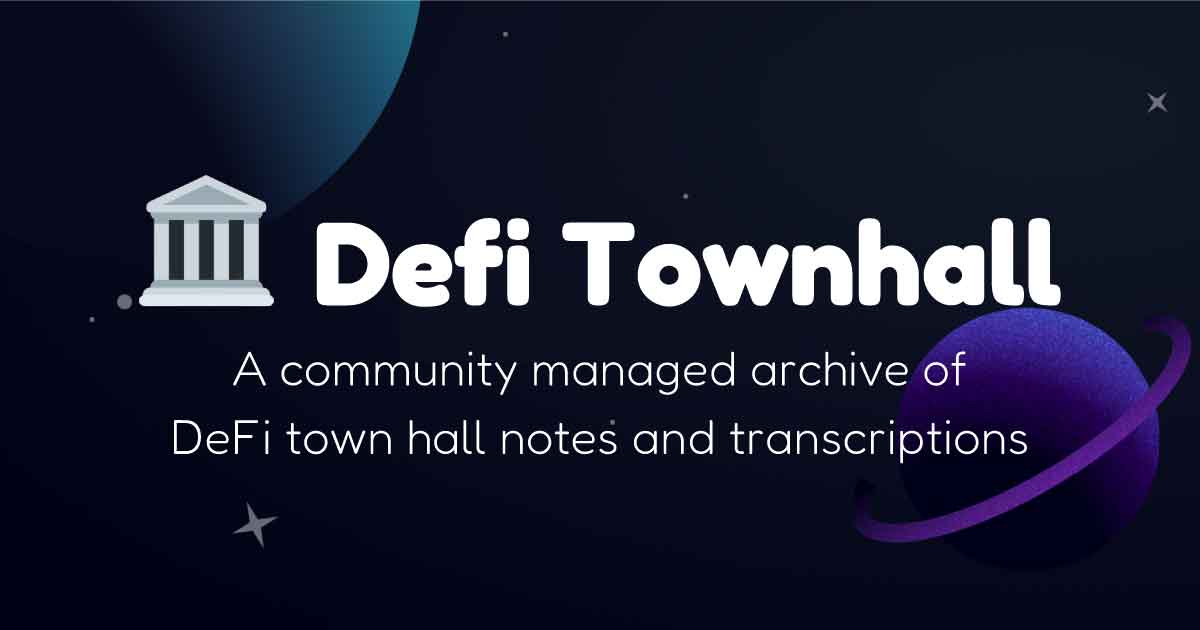 Defi Townhall
A community managed archive of
DeFi town hall notes and transcriptions